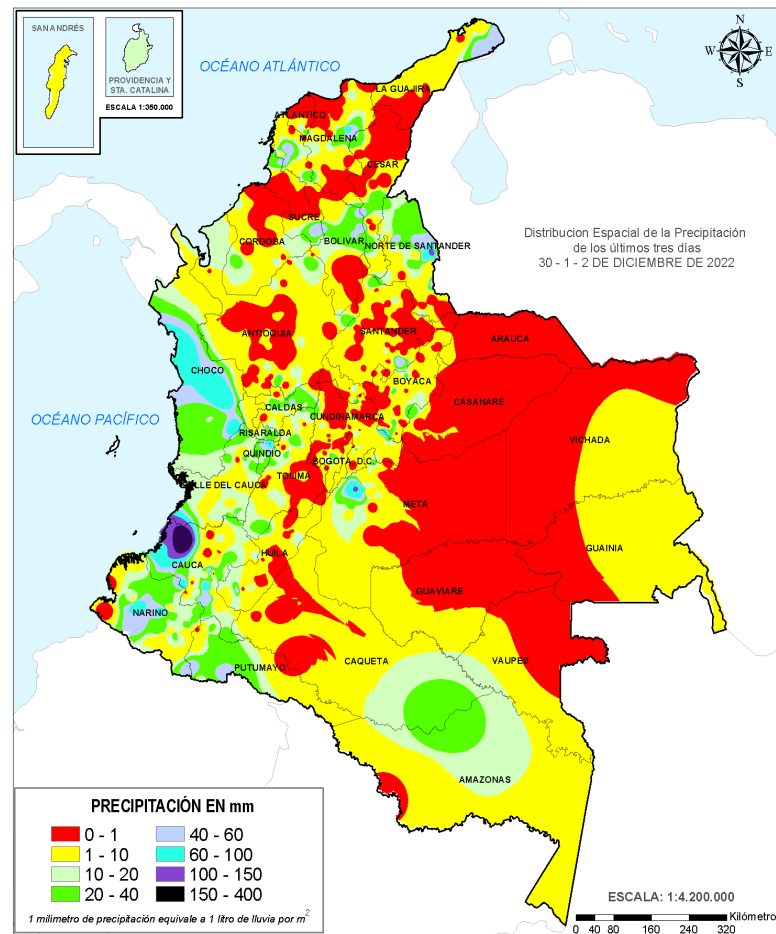 SAN ANDRÉS
PROVIDENCIA Y
STA. CATALINA
ESCALA 1:350.000
OCÉANO ATLÁNTICO
N
W
E
S
LA GUAJIRA
ATLANTICO
MAGDALENA
CESAR
SUCRE
CORDOBA
BOLIVAR
NORTE DE SANTANDER
Distribucion Espacial de la Precipitación
de los últimos tres días
30 - 1 - 2 DE DICIEMBRE DE 2022
ANTIOQUIA
SANTANDER
ARAUCA
CHOCO
BOYACA
CASANARE
CALDAS
CUNDINAMARCA
OCÉANO PACÍFICO
RISARALDA
VICHADA
QUINDIO
BOGOTA, D.C.
TOLIMA
VALLE DEL CAUCA
META
GUAINIA
HUILA
CAUCA
GUAVIARE
NARIÑO
PUTUMAYO
CAQUETA
VAUPES
AMAZONAS
PRECIPITACIÓN EN mm
0 - 1
40 - 60
1 - 10
60 - 100
10 - 20
100 - 150
20 - 40
150 - 400
1 milimetro de precipitación equivale a 1 litro de lluvia por m2
ESCALA: 1:4.200.000
Kilómetro
0 40 80 160 240 320